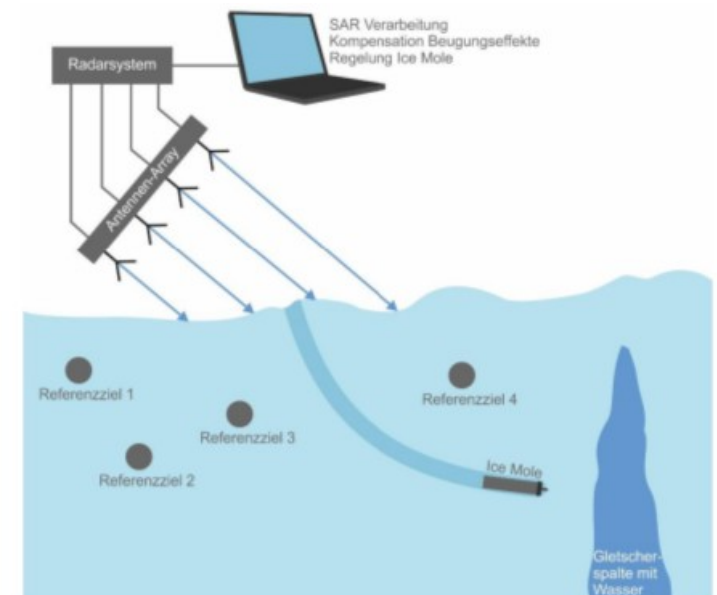 SAR Verarbeitung
Kompensation Beugungseffekte
Regelung Ice Mole
Radarsystem
Antennen-Array
Referenzziel 1
Referenzziel 4
Referenzziel 3
Referenzziel 2
Ice Mole
Gletscher-
spalte mit
Wasser